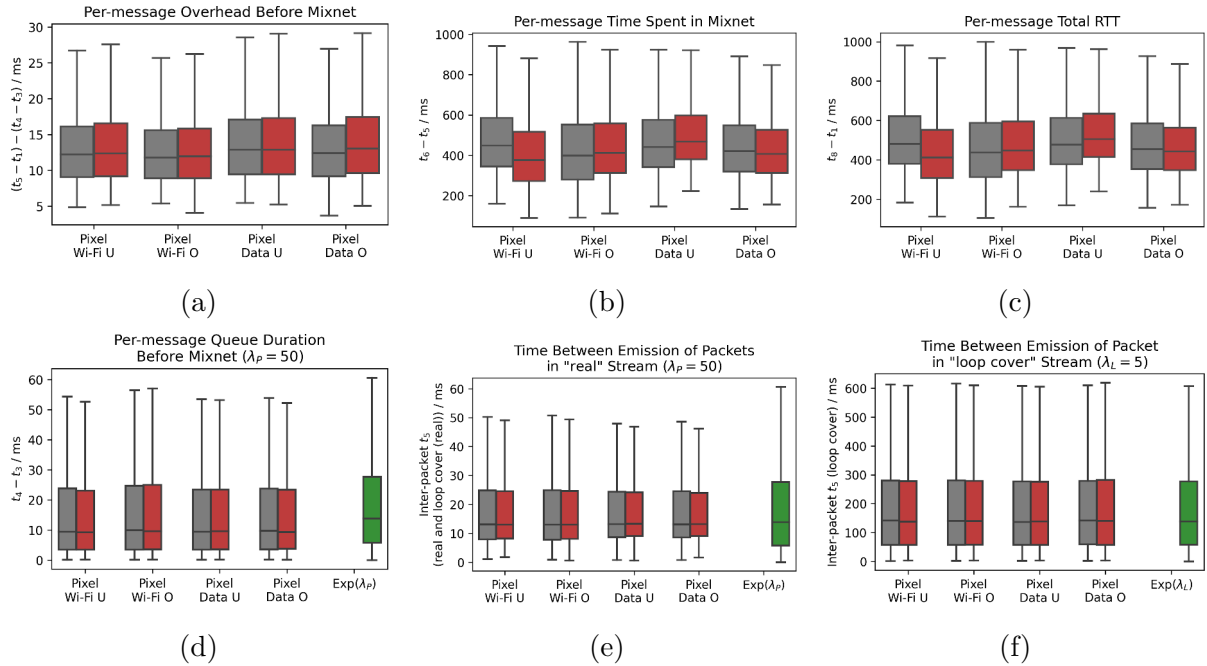 Per-message Overhead Before Mixnet
(t₅ − t₁) − (t₄ − t₃) / ms
30
25
20
15
10
5
Pixel Wi-Fi U
Pixel Wi-Fi O
Pixel Data U
Pixel Data O
(a)
Per-message Time Spent in Mixnet
t₆ − t₅ / ms
1000
800
600
400
200
Pixel Wi-Fi U
Pixel Wi-Fi O
Pixel Data U
Pixel Data O
(b)
Per-message Total RTT
t₈ − t₁ / ms
1000
800
600
400
200
Pixel Wi-Fi U
Pixel Wi-Fi O
Pixel Data U
Pixel Data O
(c)
Per-message Queue Duration
Before Mixnet (λ_P = 50)
t₄ − t₃ / ms
60
50
40
30
20
10
0
Pixel Wi-Fi U
Pixel Wi-Fi O
Pixel Data U
Pixel Data O
Exp(λ_P)
(d)
Time Between Emission of Packets
in "real" Stream (λ_P = 50)
Inter-packet t₅
(real and loop cover (real)) / ms
60
50
40
30
20
10
0
Pixel Wi-Fi U
Pixel Wi-Fi O
Pixel Data U
Pixel Data O
Exp(λ_P)
(e)
Time Between Emission of Packet
in "loop cover" Stream (λ_L = 5)
Inter-packet t₅ (loop cover) / ms
600
500
400
300
200
100
0
Pixel Wi-Fi U
Pixel Wi-Fi O
Pixel Data U
Pixel Data O
Exp(λ_L)
(f)